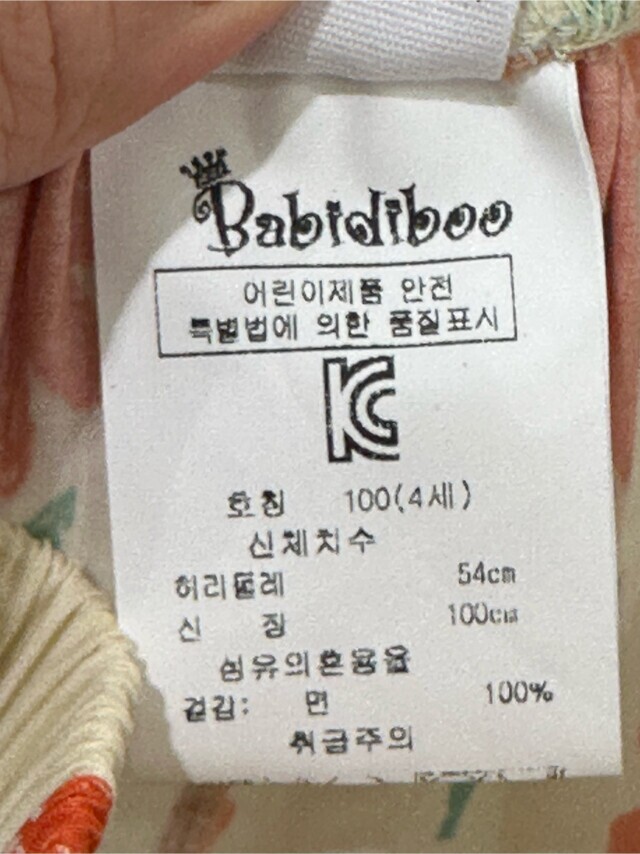 Babidiboo
어린이제품 안전
특별법에 의한 품질표시
KC
호칭 100(4세)
신체치수
허리둘레 54cm
신 장 100cm
섬유의혼용율
겉감: 면 100%
취급주의